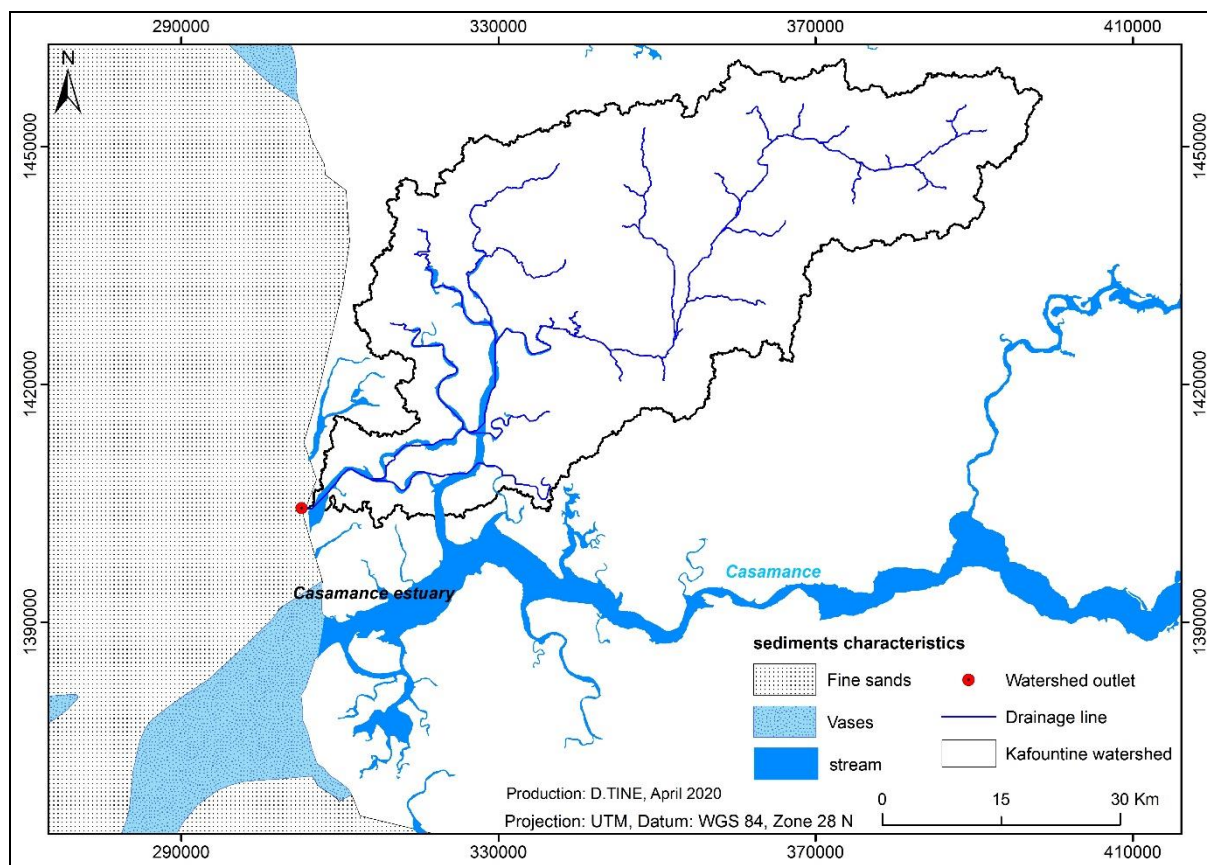 290000 330000 370000 410000
N
1450000 1450000
1420000 1420000
Casamance
Casamance estuary
1390000 1390000
sediments characteristics
Fine sands
Watershed outlet
Vases
Drainage line
stream
Kafountine watershed
Production: D.TINE, April 2020
0 15 30 Km
Projection: UTM, Datum: WGS 84, Zone 28 N
290000 330000 370000 410000